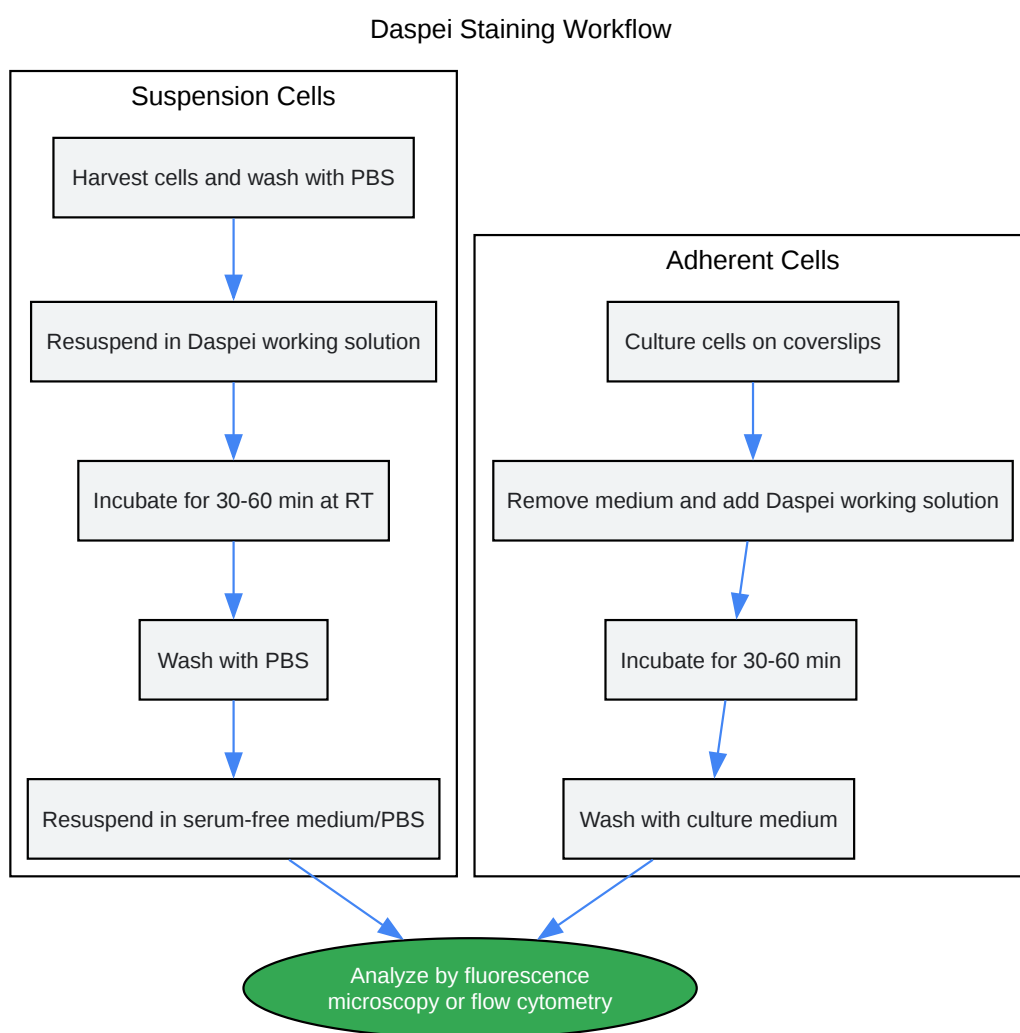 Daspei Staining Workflow
Suspension Cells
Harvest cells and wash with PBS
Resuspend in Daspei working solution
Incubate for 30-60 min at RT
Wash with PBS
Resuspend in serum-free medium/PBS
Adherent Cells
Culture cells on coverslips
Remove medium and add Daspei working solution
Incubate for 30-60 min
Wash with culture medium
Analyze by fluorescence
microscopy or flow cytometry